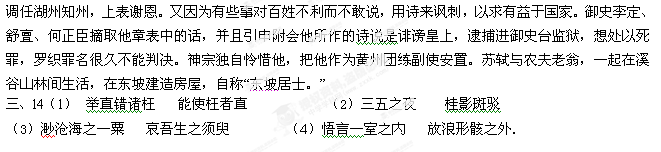 调任湖州知州，上表谢恩。又因为有些事对百姓不利而不敢说，用诗来讽刺，以求有益于国家。御史李定、
舒亶、何正臣摘取他章表中的话，并且引申附会他所作的诗说是诽谤皇上，逮捕进御史台监狱，想处以死
罪，罗织罪名很久不能判决。神宗独自怜惜他，把他作为黄州团练副使安置。苏轼与农夫老翁，一起在溪
谷山林间生活，在东坡建造房屋，自称“东坡居士。”
三、14（1） 举直错诸枉 能使枉者直 （2）三五之夜 桂影斑驳
（3）渺沧海之一粟 哀吾生之须臾 （4）悟言一室之内 放浪形骸之外.